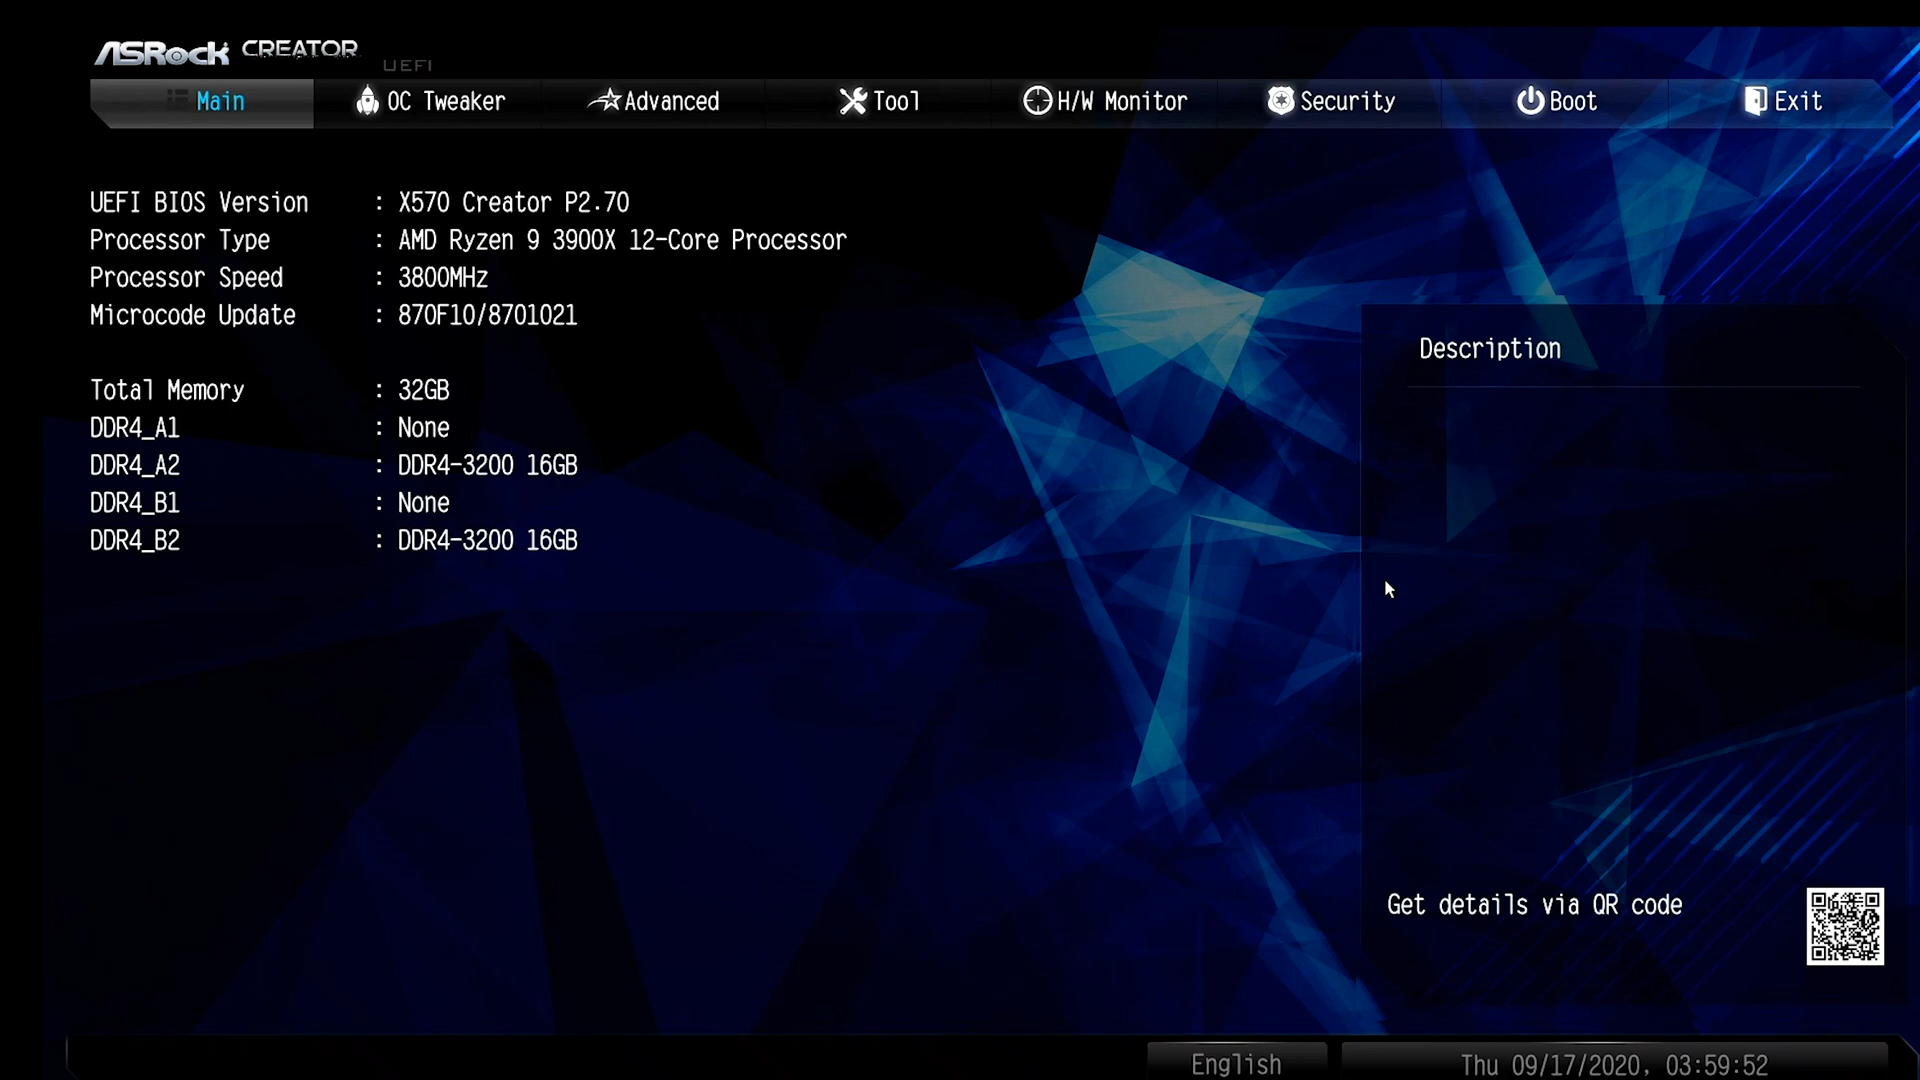 ASRock CREATOR UEFI
Main OC Tweaker Advanced Tool H/W Monitor Security Boot Exit
UEFI BIOS Version : X570 Creator P2.70
Processor Type : AMD Ryzen 9 3900X 12-Core Processor
Processor Speed : 3800MHz
Microcode Update : 870F10/8701021
Total Memory : 32GB
DDR4_A1 : None
DDR4_A2 : DDR4-3200 16GB
DDR4_B1 : None
DDR4_B2 : DDR4-3200 16GB
Description
Get details via QR code
English
Thu 09/17/2020, 03:59:52